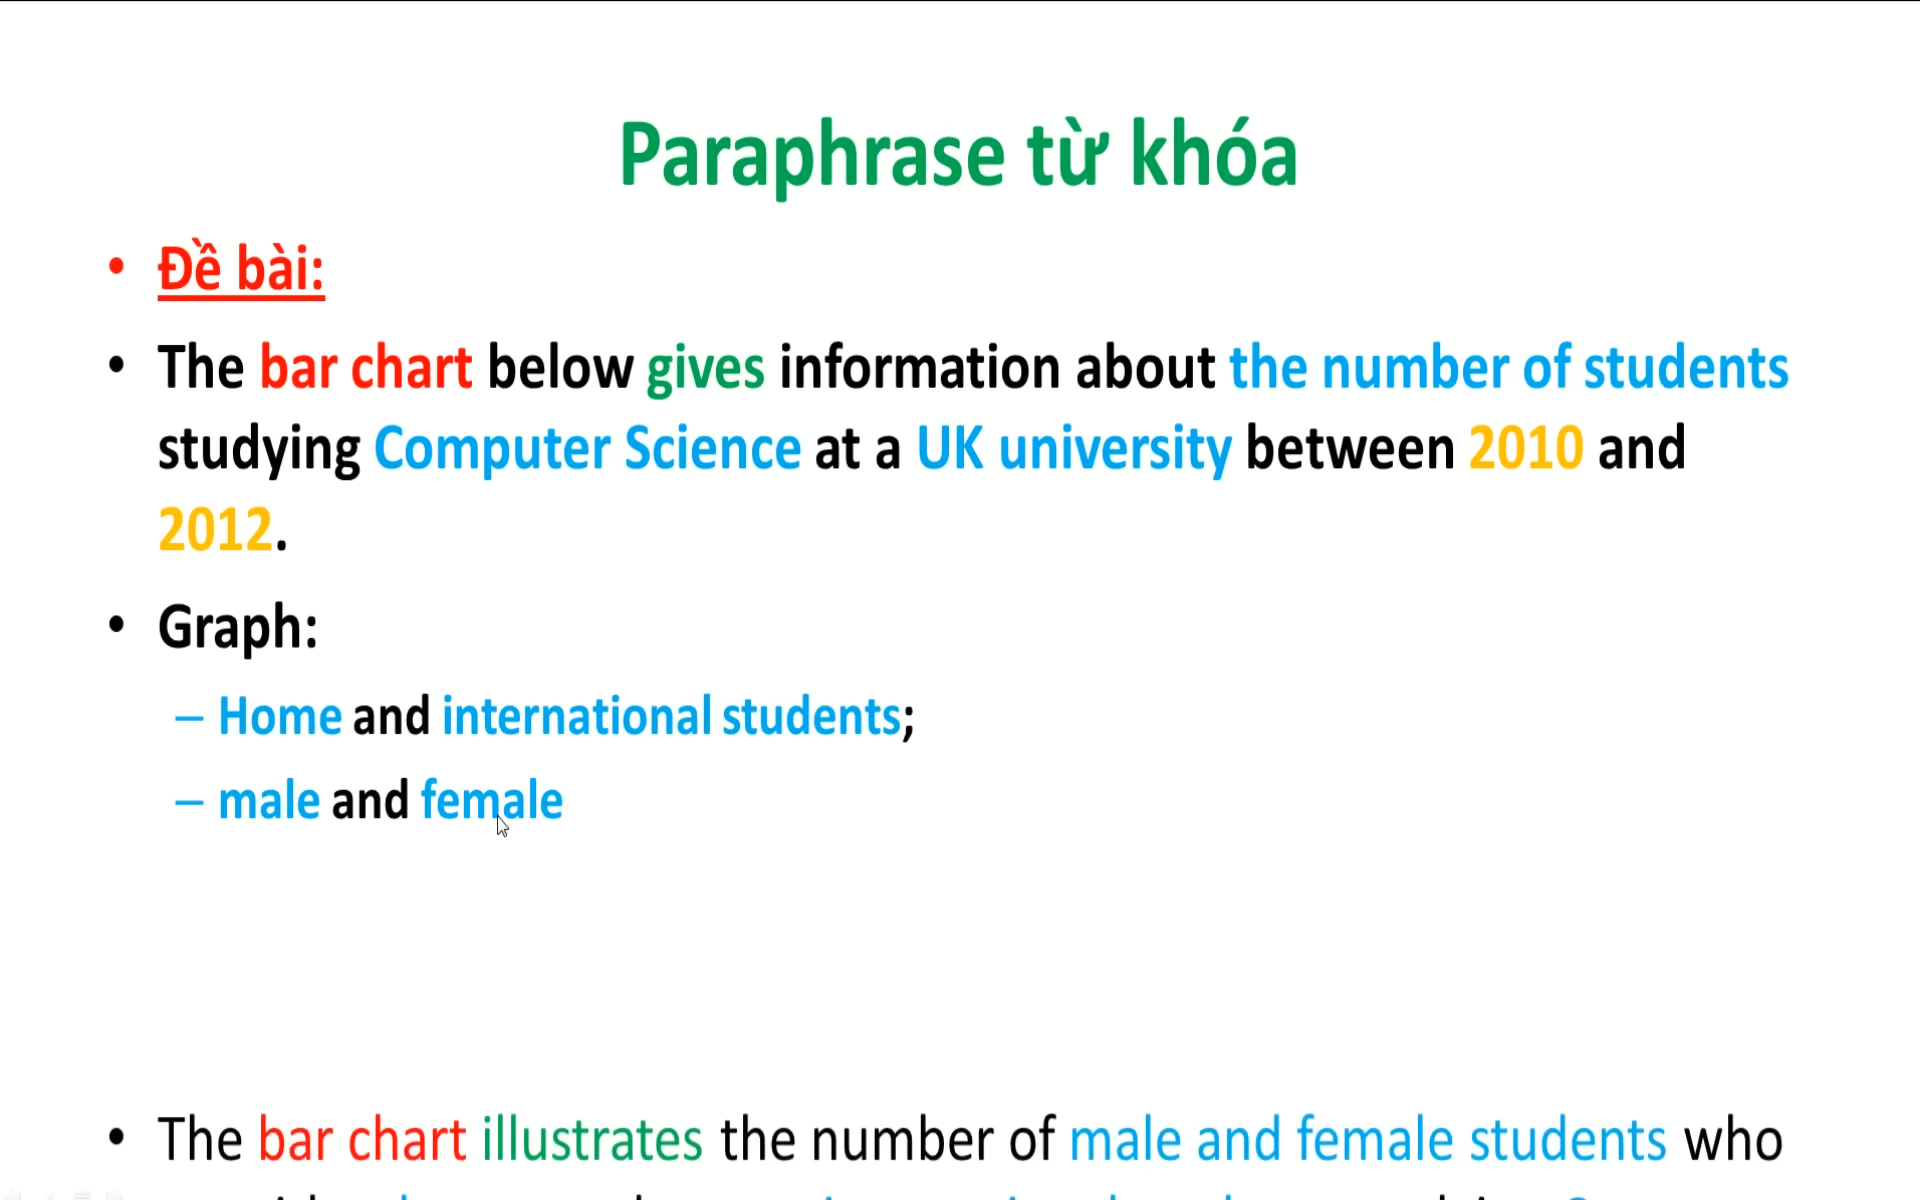 Paraphrase từ khóa
• Đề bài:
• The bar chart below gives information about the number of students
studying Computer Science at a UK university between 2010 and
2012.
• Graph:
– Home and international students;
– male and female
• The bar chart illustrates the number of male and female students who